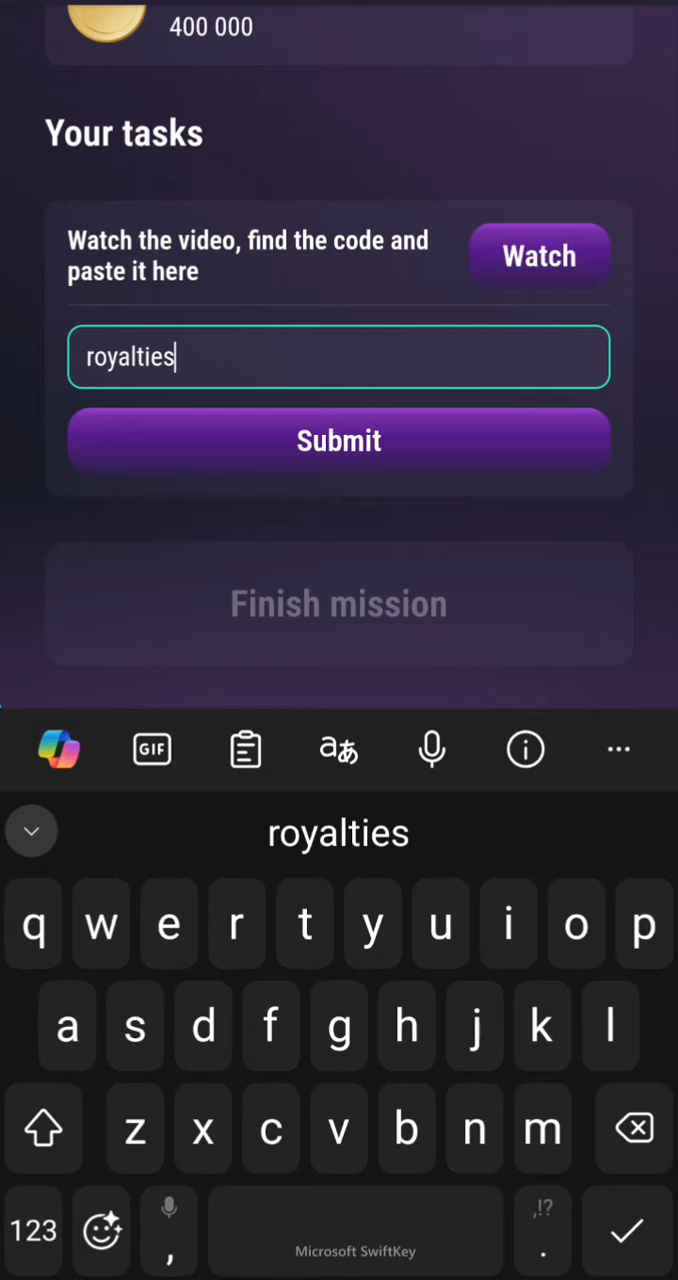 400 000
Your tasks
Watch the video, find the code and
paste it here
Watch
royalties
Submit
Finish mission
GIF
aあ
royalties
q w e r t y u i o p
a s d f g h j k l
z x c v b n m
123 , Microsoft SwiftKey ,!? .